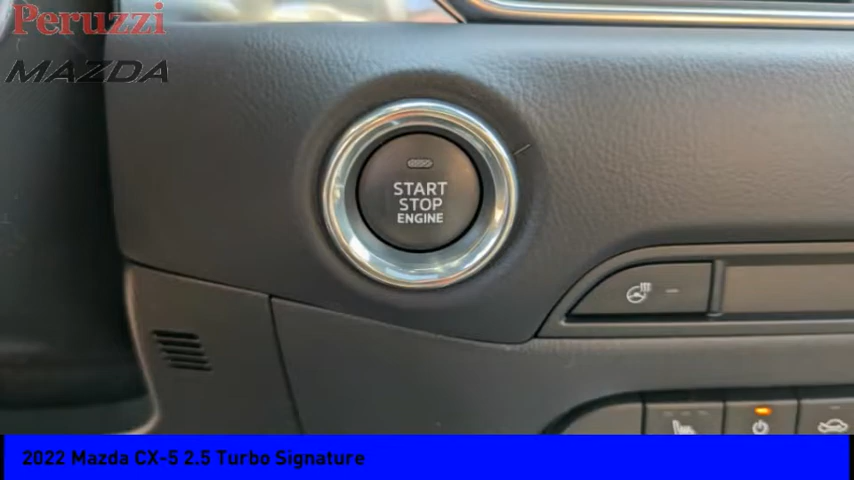 Peruzzi
MAZDA
START
STOP
ENGINE
2022 Mazda CX-5 2.5 Turbo Signature